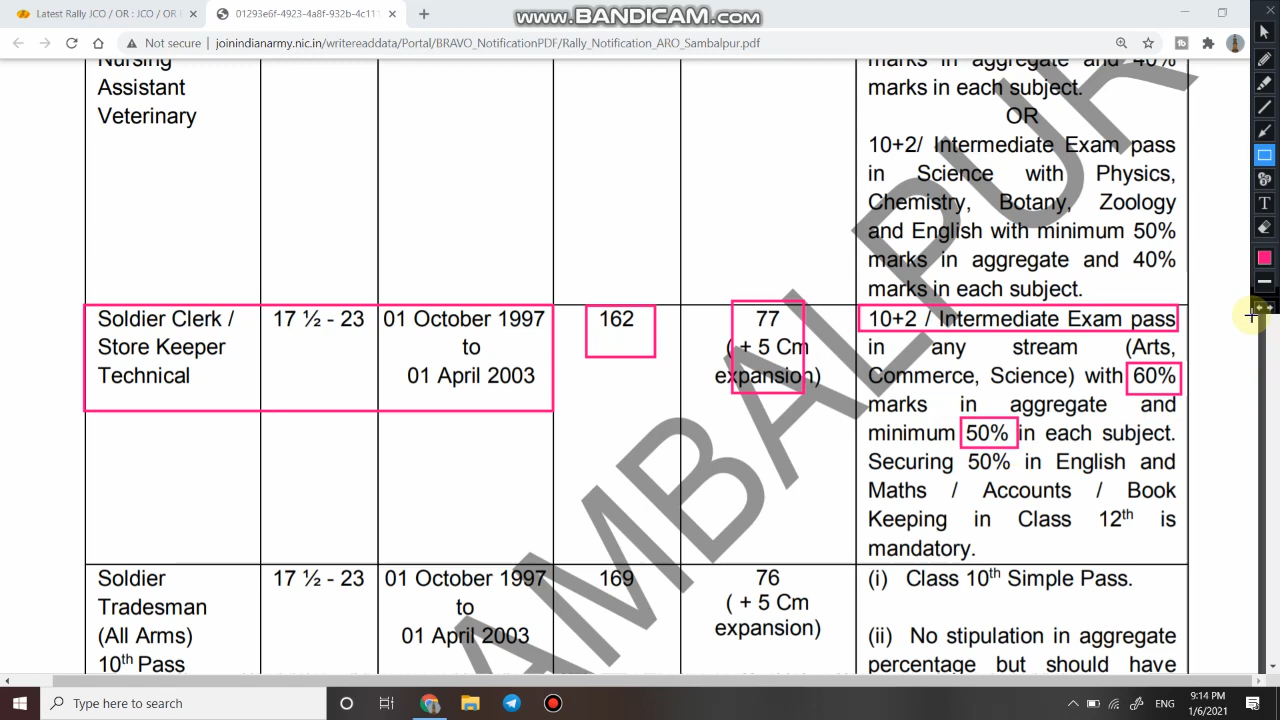 Latest Rally JCO / OR : JCO / OR L
01293e6f-4923-4a8f-932b-4c111
WWW.BANDICAM.COM
Not secure | joinindianarmy.nic.in/writereaddata/Portal/BRAVO_NotificationPDF/Rally_Notification_ARO_Sambalpur.pdf
Nursing
Assistant
Veterinary
marks in aggregate and 40%
marks in each subject.
OR
10+2/ Intermediate Exam pass
in Science with Physics,
Chemistry, Botany, Zoology
and English with minimum 50%
marks in aggregate and 40%
marks in each subject.
Soldier Clerk /
Store Keeper
Technical
17 ½ - 23
01 October 1997
to
01 April 2003
162
77
( + 5 Cm
expansion)
10+2 / Intermediate Exam pass
in any stream (Arts,
Commerce, Science) with 60%
marks in aggregate and
minimum 50% in each subject.
Securing 50% in English and
Maths / Accounts / Book
Keeping in Class 12th is
mandatory.
Soldier
Tradesman
(All Arms)
10th Pass
17 ½ - 23
01 October 1997
to
01 April 2003
169
76
( + 5 Cm
expansion)
(i) Class 10th Simple Pass.
(ii) No stipulation in aggregate
percentage but should have
AMBALPUR
Type here to search
ENG
9:14 PM
1/6/2021